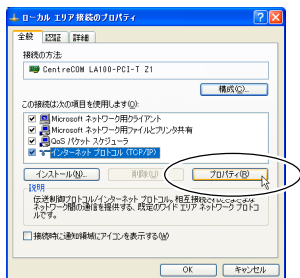 ローカル エリア接続のプロパティ
全般
認証
詳細
接続の方法:
CentreCOM LA100-PCI-T Z1
構成(C)...
この接続は次の項目を使用します(O):
Microsoft ネットワーク用クライアント
Microsoft ネットワーク用ファイルとプリンタ共有
QoS パケット スケジューラ
インターネット プロトコル (TCP/IP)
インストール(N)...
削除(U)
プロパティ(R)
説明
伝送制御プロトコル/インターネット プロトコル。相互接続されたさまざまな
ネットワーク間の通信を提供する、既定のワイド エリア ネットワーク プロトコ
ルです。
接続時に通知領域にアイコンを表示する(W)
OK
キャンセル